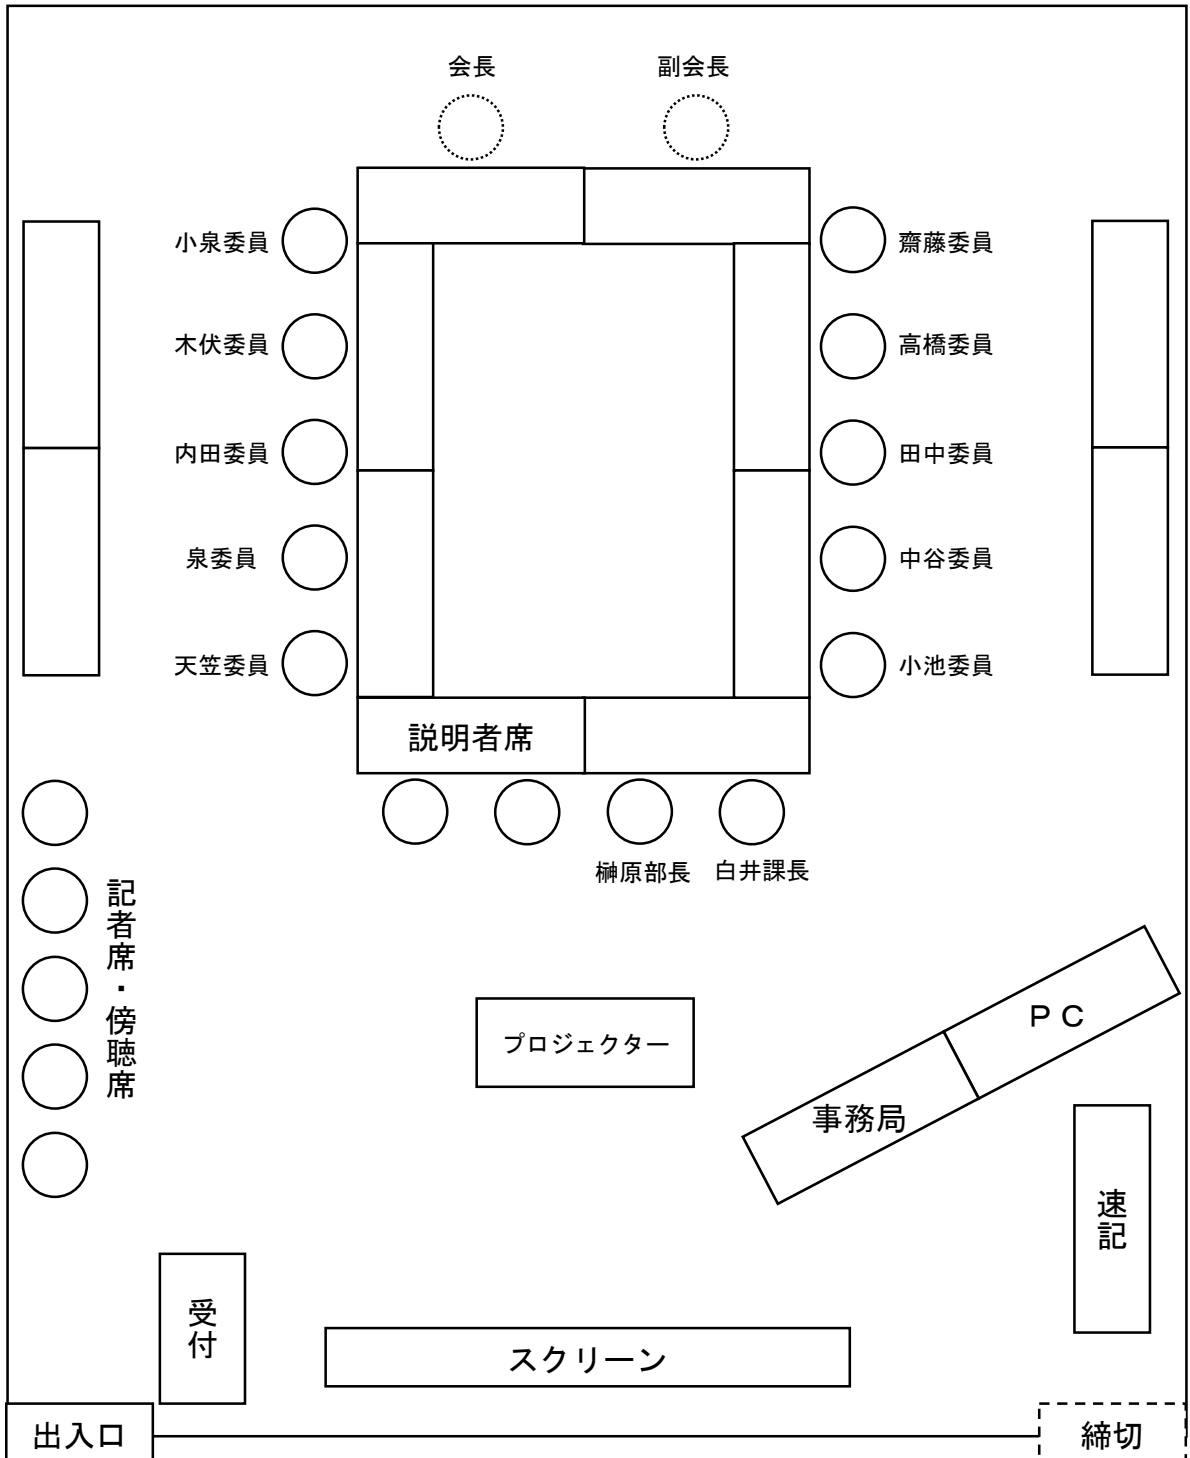 会長
副会長
小泉委員
齋藤委員
木伏委員
高橋委員
内田委員
田中委員
泉委員
中谷委員
天笠委員
小池委員
説明者席
榊原部長
白井課長
記者席・傍聴席
プロジェクター
ＰＣ
事務局
速記
受付
スクリーン
出入口
締切